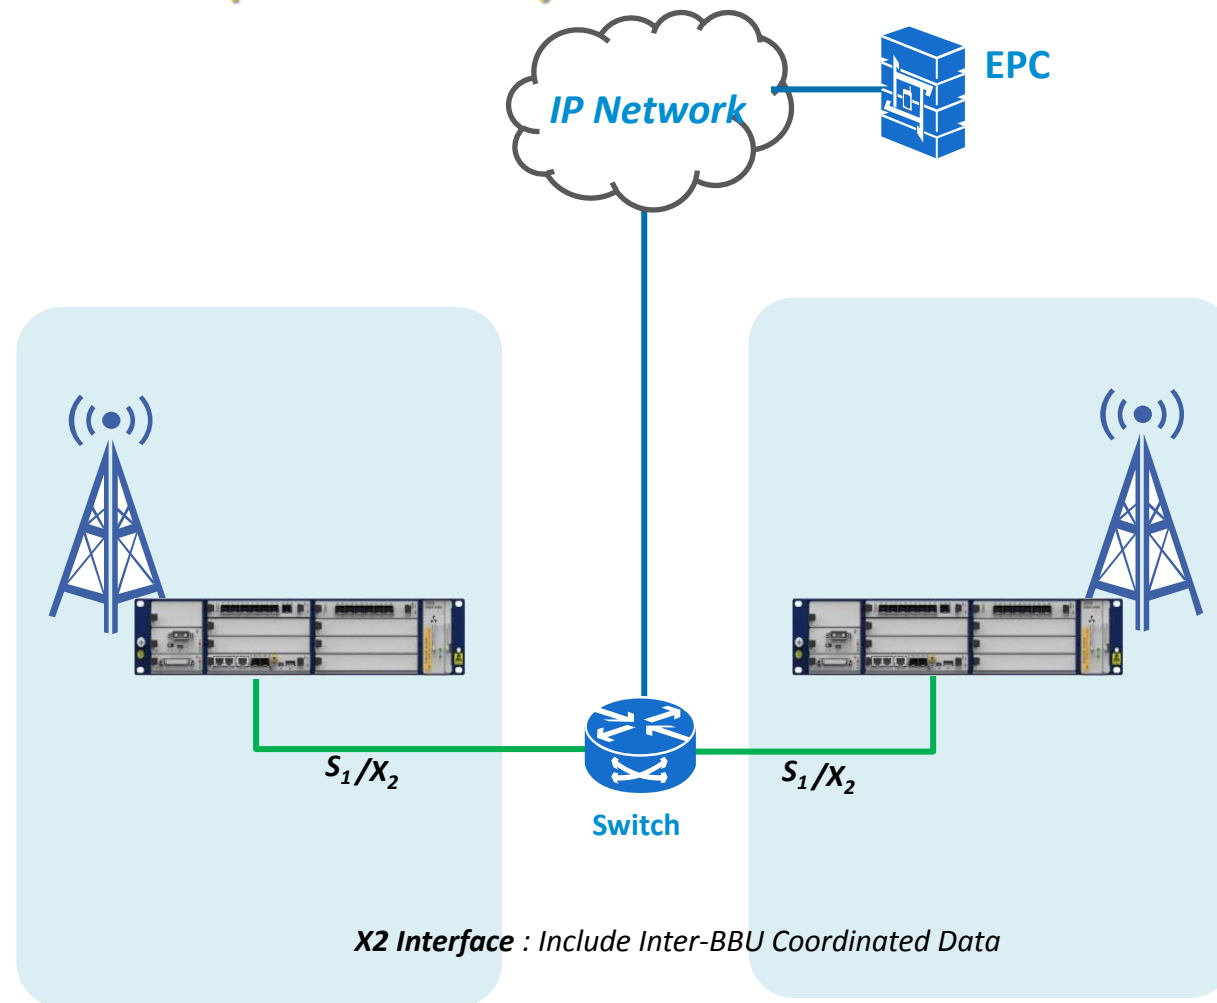 EPC
IP Network
S1/X2
S1/X2
Switch
X2 Interface : Include Inter-BBU Coordinated Data